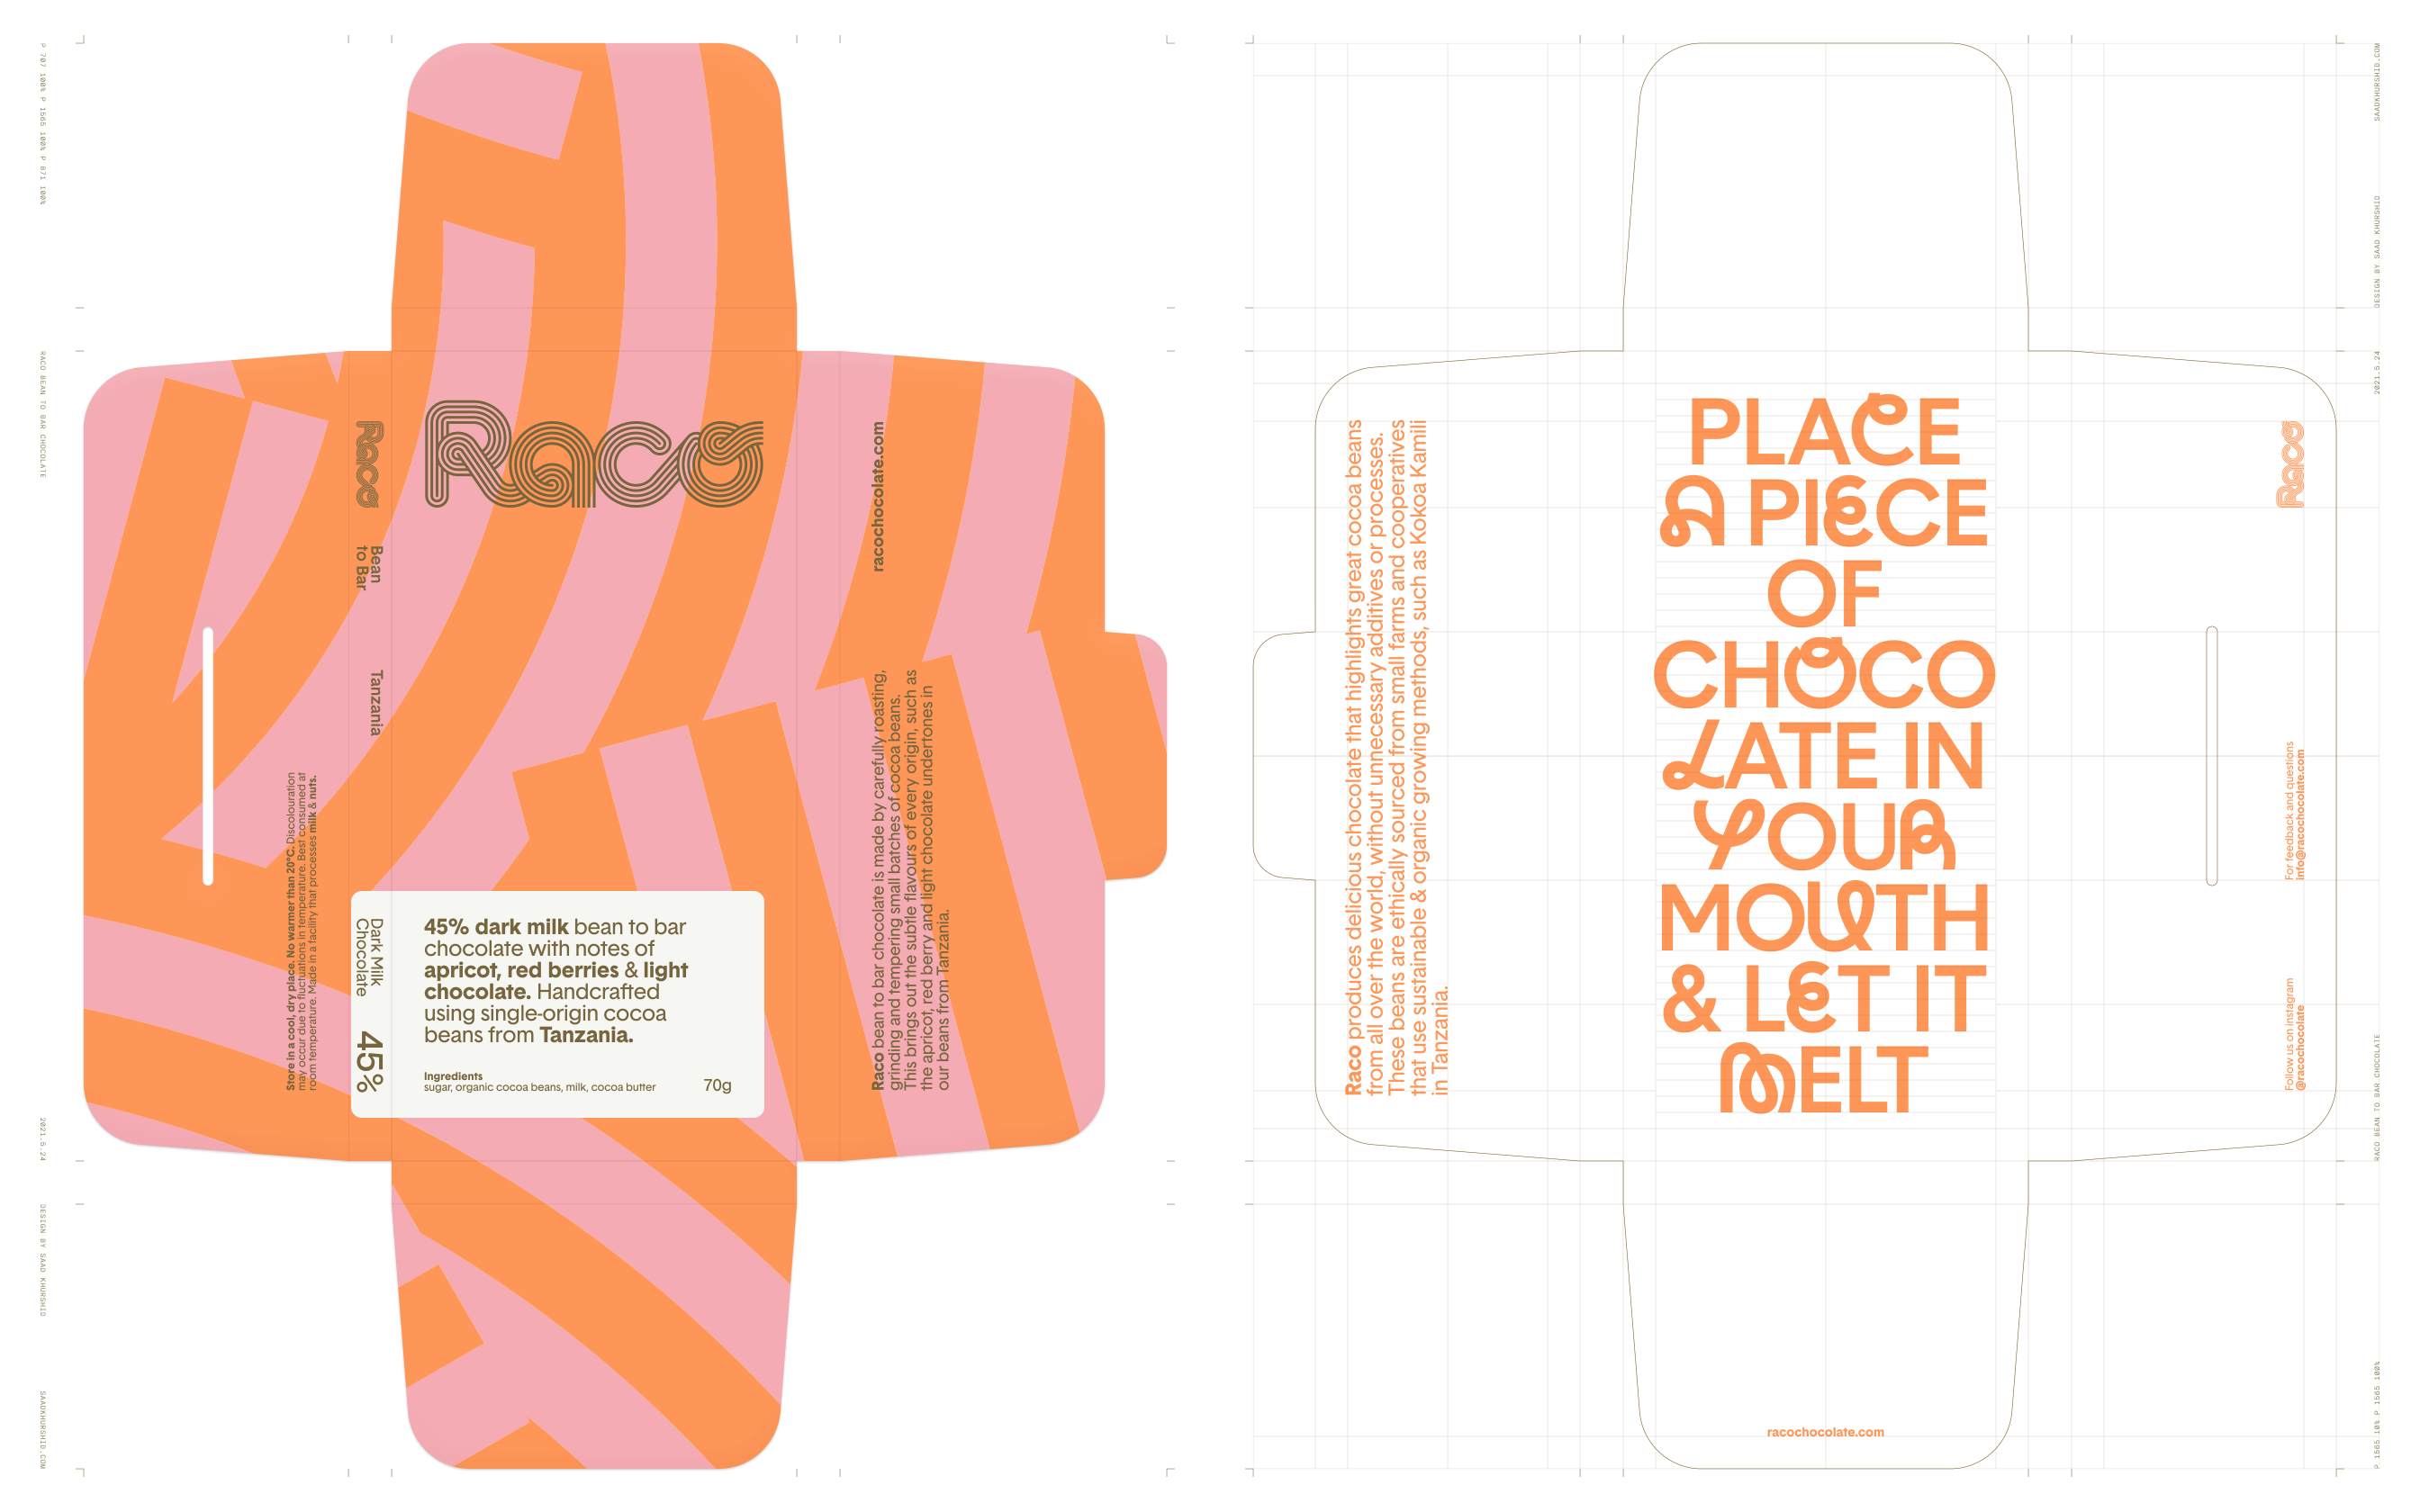 P 707 100% P 1565 100% P 871 100%
RACO BEAN TO BAR CHOCOLATE
2021.5.24
DESIGN BY SAAD KHURSHID
SAADKHURSHID.COM
Raco
Bean
to Bar
Tanzania
Dark Milk
Chocolate
45%
Store in a cool, dry place. No warmer than 20°C. Discolouration
may occur due to fluctuations in temperature. Best consumed at
room temperature. Made in a facility that processes milk & nuts.
Raco
45% dark milk bean to bar
chocolate with notes of
apricot, red berries & light
chocolate. Handcrafted
using single-origin cocoa
beans from Tanzania.
Ingredients
sugar, organic cocoa beans, milk, cocoa butter
70g
racochocolate.com
Raco bean to bar chocolate is made by carefully roasting,
grinding and tempering small batches of cocoa beans.
This brings out the subtle flavours of every origin, such as
the apricot, red berry and light chocolate undertones in
our beans from Tanzania.
Raco produces delicious chocolate that highlights great cocoa beans
from all over the world, without unnecessary additives or processes.
These beans are ethically sourced from small farms and cooperatives
that use sustainable & organic growing methods, such as Kokoa Kamili
in Tanzania.
PLACE
A PIECE
OF
CHOCO
LATE IN
YOUR
MOUTH
& LET IT
MELT
racochocolate.com
Raco
For feedback and questions
info@racochocolate.com
Follow us on instagram
@racochocolate
SAADKHURSHID.COM
DESIGN BY SAAD KHURSHID
2021.5.24
RACO BEAN TO BAR CHOCOLATE
P 1565 10% P 1565 100%